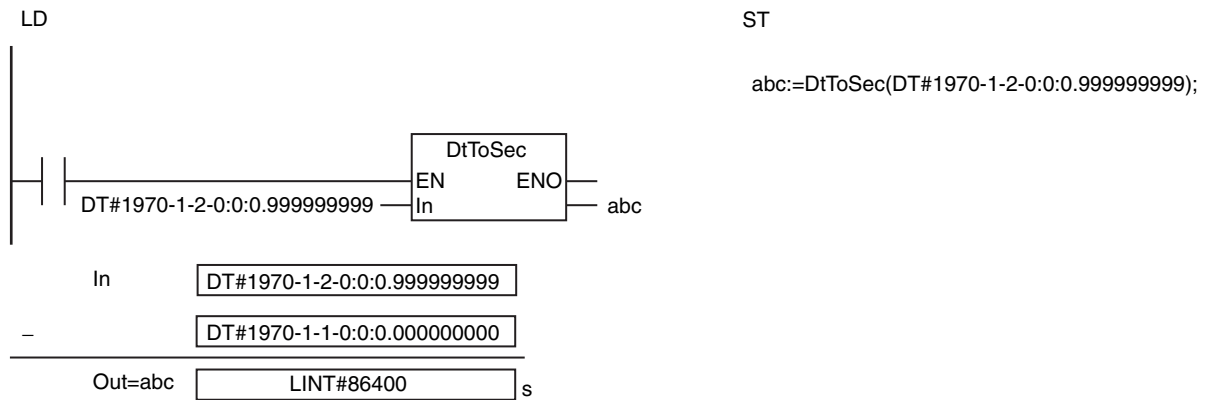 LD
ST
abc:=DtToSec(DT#1970-1-2-0:0:0.999999999);
DtToSec
EN ENO
DT#1970-1-2-0:0:0.999999999 In abc
In DT#1970-1-2-0:0:0.999999999
– DT#1970-1-1-0:0:0.000000000
Out=abc LINT#86400 s